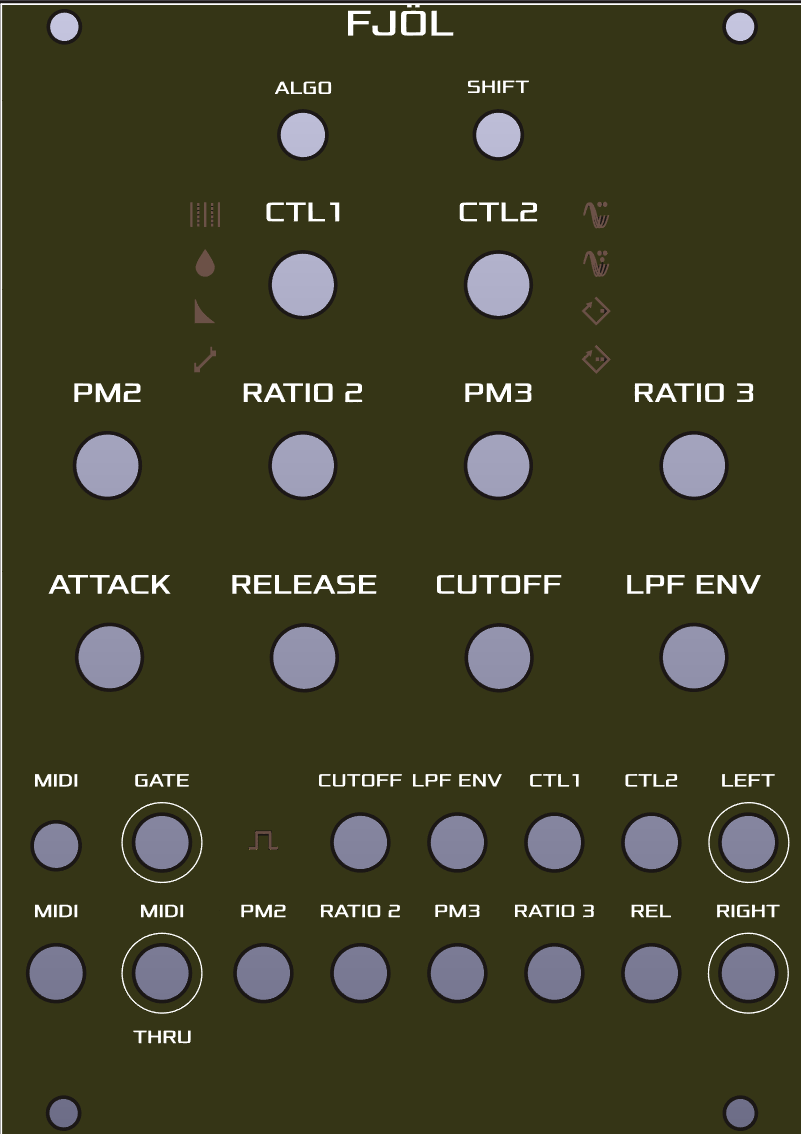 FJÖL
ALGO SHIFT
CTL1 CTL2
PM2 RATIO 2 PM3 RATIO 3
ATTACK RELEASE CUTOFF LPF ENV
MIDI GATE CUTOFF LPF ENV CTL1 CTL2 LEFT
MIDI MIDI PM2 RATIO 2 PM3 RATIO 3 REL RIGHT
THRU